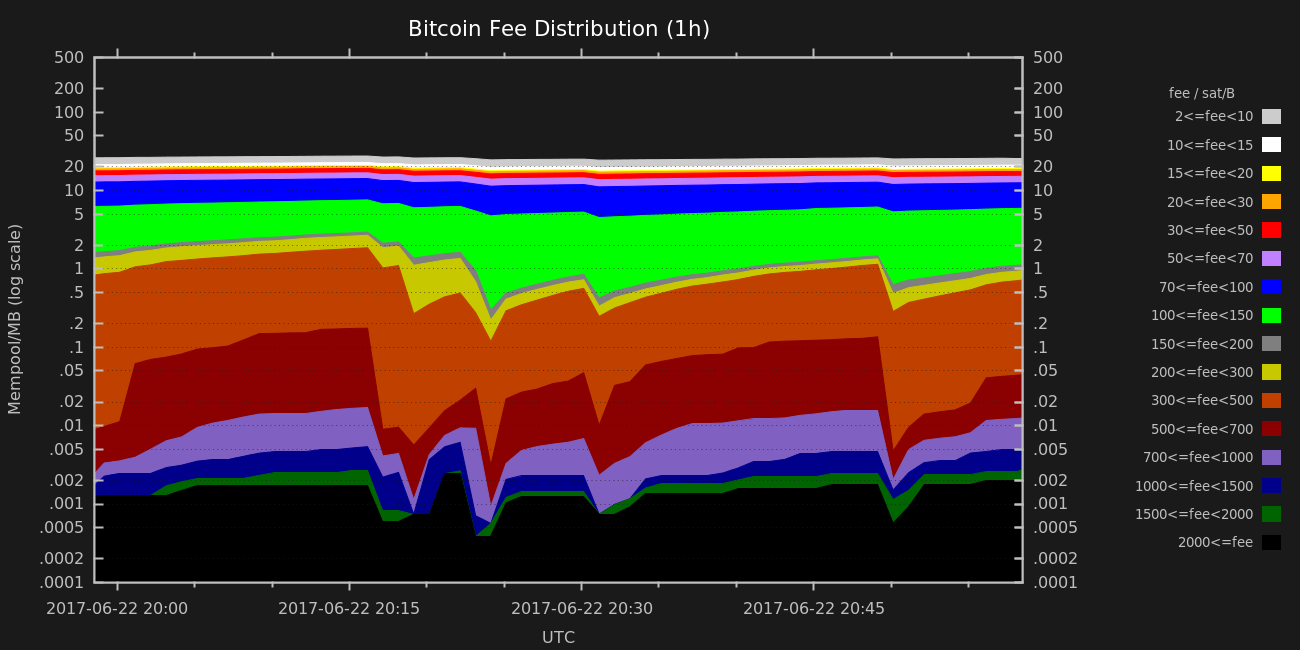 Bitcoin Fee Distribution (1h)
500
200
100
50
20
10
5
2
1
.5
.2
.1
.05
.02
.01
.005
.002
.001
.0005
.0002
.0001
Mempool/MB (log scale)
500
200
100
50
20
10
5
2
1
.5
.2
.1
.05
.02
.01
.005
.002
.001
.0005
.0002
.0001
2017-06-22 20:00
2017-06-22 20:15
2017-06-22 20:30
2017-06-22 20:45
UTC
fee / sat/B
2<=fee<10
10<=fee<15
15<=fee<20
20<=fee<30
30<=fee<50
50<=fee<70
70<=fee<100
100<=fee<150
150<=fee<200
200<=fee<300
300<=fee<500
500<=fee<700
700<=fee<1000
1000<=fee<1500
1500<=fee<2000
2000<=fee